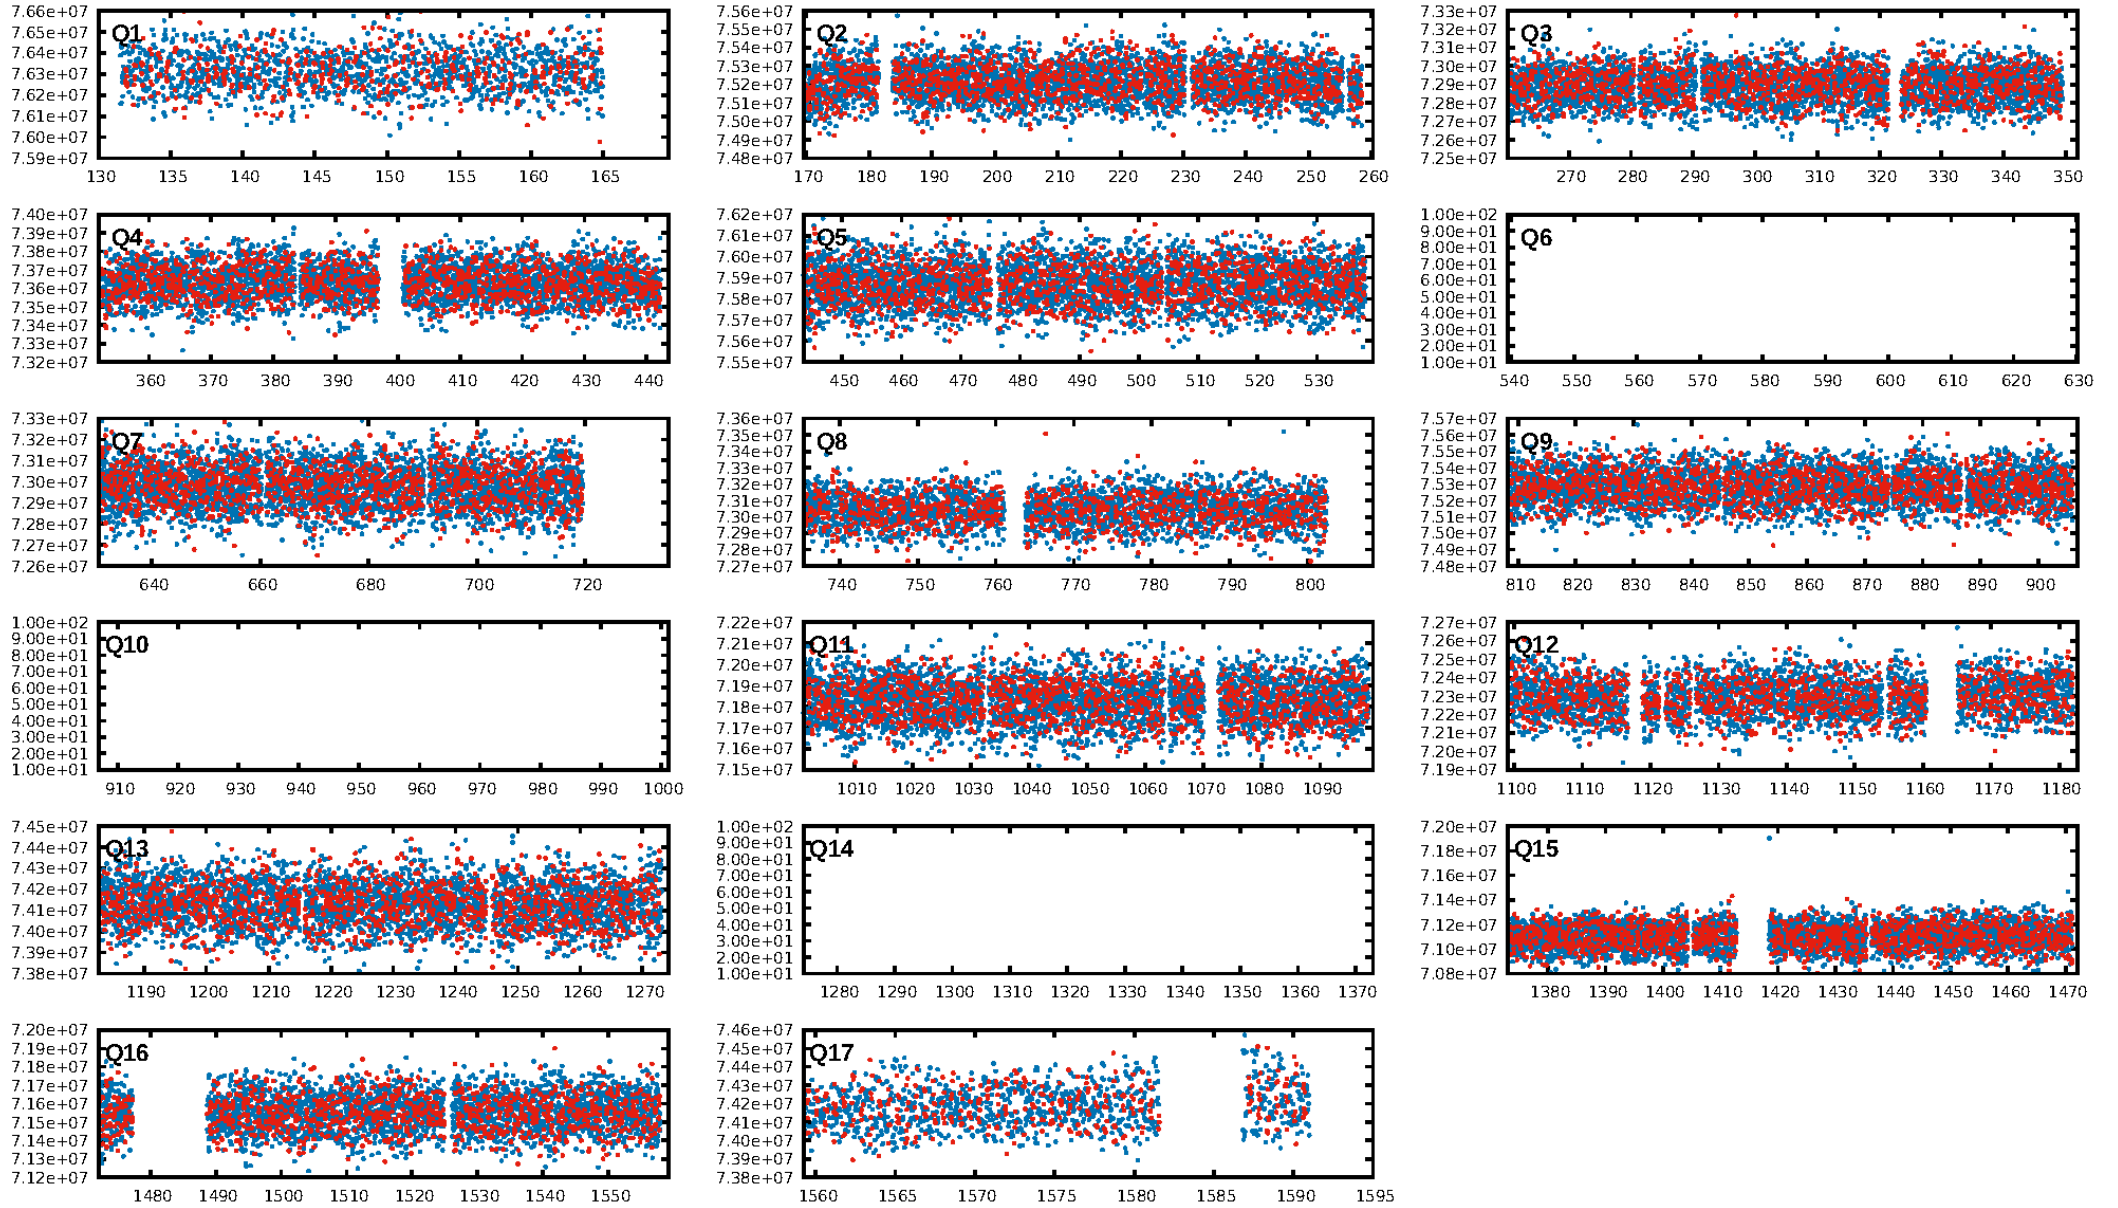 7.66e+07
7.65e+07
7.64e+07
7.63e+07
7.62e+07
7.61e+07
7.60e+07
7.59e+07
Q1
130 135 140 145 150 155 160 165
7.56e+07
7.55e+07
7.54e+07
7.53e+07
7.52e+07
7.51e+07
7.50e+07
7.49e+07
7.48e+07
Q2
170 180 190 200 210 220 230 240 250 260
7.33e+07
7.32e+07
7.31e+07
7.30e+07
7.29e+07
7.28e+07
7.27e+07
7.26e+07
7.25e+07
Q3
270 280 290 300 310 320 330 340 350
7.40e+07
7.39e+07
7.38e+07
7.37e+07
7.36e+07
7.35e+07
7.34e+07
7.33e+07
7.32e+07
Q4
360 370 380 390 400 410 420 430 440
7.62e+07
7.61e+07
7.60e+07
7.59e+07
7.58e+07
7.57e+07
7.56e+07
7.55e+07
Q5
450 460 470 480 490 500 510 520 530
1.00e+02
9.00e+01
8.00e+01
7.00e+01
6.00e+01
5.00e+01
4.00e+01
3.00e+01
2.00e+01
1.00e+01
Q6
540 550 560 570 580 590 600 610 620 630
7.33e+07
7.32e+07
7.31e+07
7.30e+07
7.29e+07
7.28e+07
7.27e+07
7.26e+07
Q7
640 660 680 700 720
7.36e+07
7.35e+07
7.34e+07
7.33e+07
7.32e+07
7.31e+07
7.30e+07
7.29e+07
7.28e+07
7.27e+07
Q8
740 750 760 770 780 790 800
7.57e+07
7.56e+07
7.55e+07
7.54e+07
7.53e+07
7.52e+07
7.51e+07
7.50e+07
7.49e+07
7.48e+07
Q9
810 820 830 840 850 860 870 880 890 900
1.00e+02
9.00e+01
8.00e+01
7.00e+01
6.00e+01
5.00e+01
4.00e+01
3.00e+01
2.00e+01
1.00e+01
Q10
910 920 930 940 950 960 970 980 990 1000
7.22e+07
7.21e+07
7.20e+07
7.19e+07
7.18e+07
7.17e+07
7.16e+07
7.15e+07
Q11
1010 1020 1030 1040 1050 1060 1070 1080 1090
7.27e+07
7.26e+07
7.25e+07
7.24e+07
7.23e+07
7.22e+07
7.21e+07
7.20e+07
7.19e+07
Q12
1100 1110 1120 1130 1140 1150 1160 1170 1180
7.45e+07
7.44e+07
7.43e+07
7.42e+07
7.41e+07
7.40e+07
7.39e+07
7.38e+07
Q13
1190 1200 1210 1220 1230 1240 1250 1260 1270
1.00e+02
9.00e+01
8.00e+01
7.00e+01
6.00e+01
5.00e+01
4.00e+01
3.00e+01
2.00e+01
1.00e+01
Q14
1280 1290 1300 1310 1320 1330 1340 1350 1360 1370
7.20e+07
7.18e+07
7.16e+07
7.14e+07
7.12e+07
7.10e+07
7.08e+07
Q15
1380 1390 1400 1410 1420 1430 1440 1450 1460 1470
7.20e+07
7.19e+07
7.18e+07
7.17e+07
7.16e+07
7.15e+07
7.14e+07
7.13e+07
7.12e+07
Q16
1480 1490 1500 1510 1520 1530 1540 1550
7.46e+07
7.45e+07
7.44e+07
7.43e+07
7.42e+07
7.41e+07
7.40e+07
7.39e+07
7.38e+07
Q17
1560 1565 1570 1575 1580 1585 1590 1595